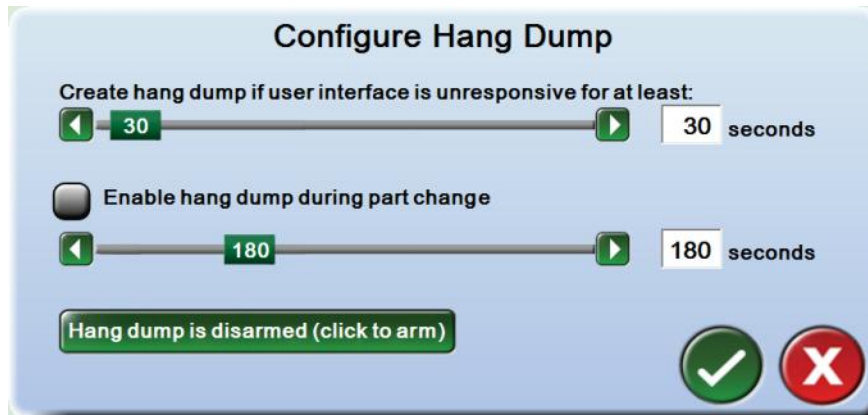 Configure Hang Dump
Create hang dump if user interface is unresponsive for at least:
30
30 seconds
Enable hang dump during part change
180
180 seconds
Hang dump is disarmed (click to arm)
X